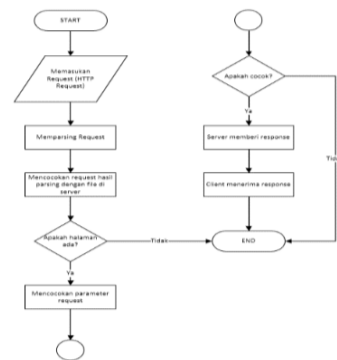 START
Memasukan
Request (HTTP
Request)
Memparsing Request
Mencocokan request hasil
parsing dengan file di
server
Apakah halaman
ada?
Tidak
Ya
Mencocokan parameter
request
Apakah cocok?
Ya
Server memberi response
Client menerima response
END